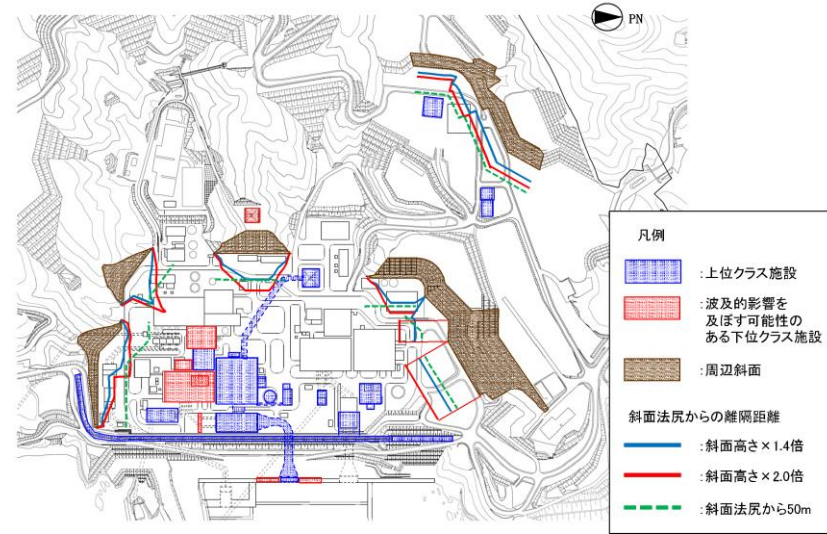 PN
凡例
:上位クラス施設
:波及的影響を
及ぼす可能性の
ある下位クラス施設
:周辺斜面
斜面法尻からの離隔距離
:斜面高さ×1.4倍
:斜面高さ×2.0倍
:斜面法尻から50m